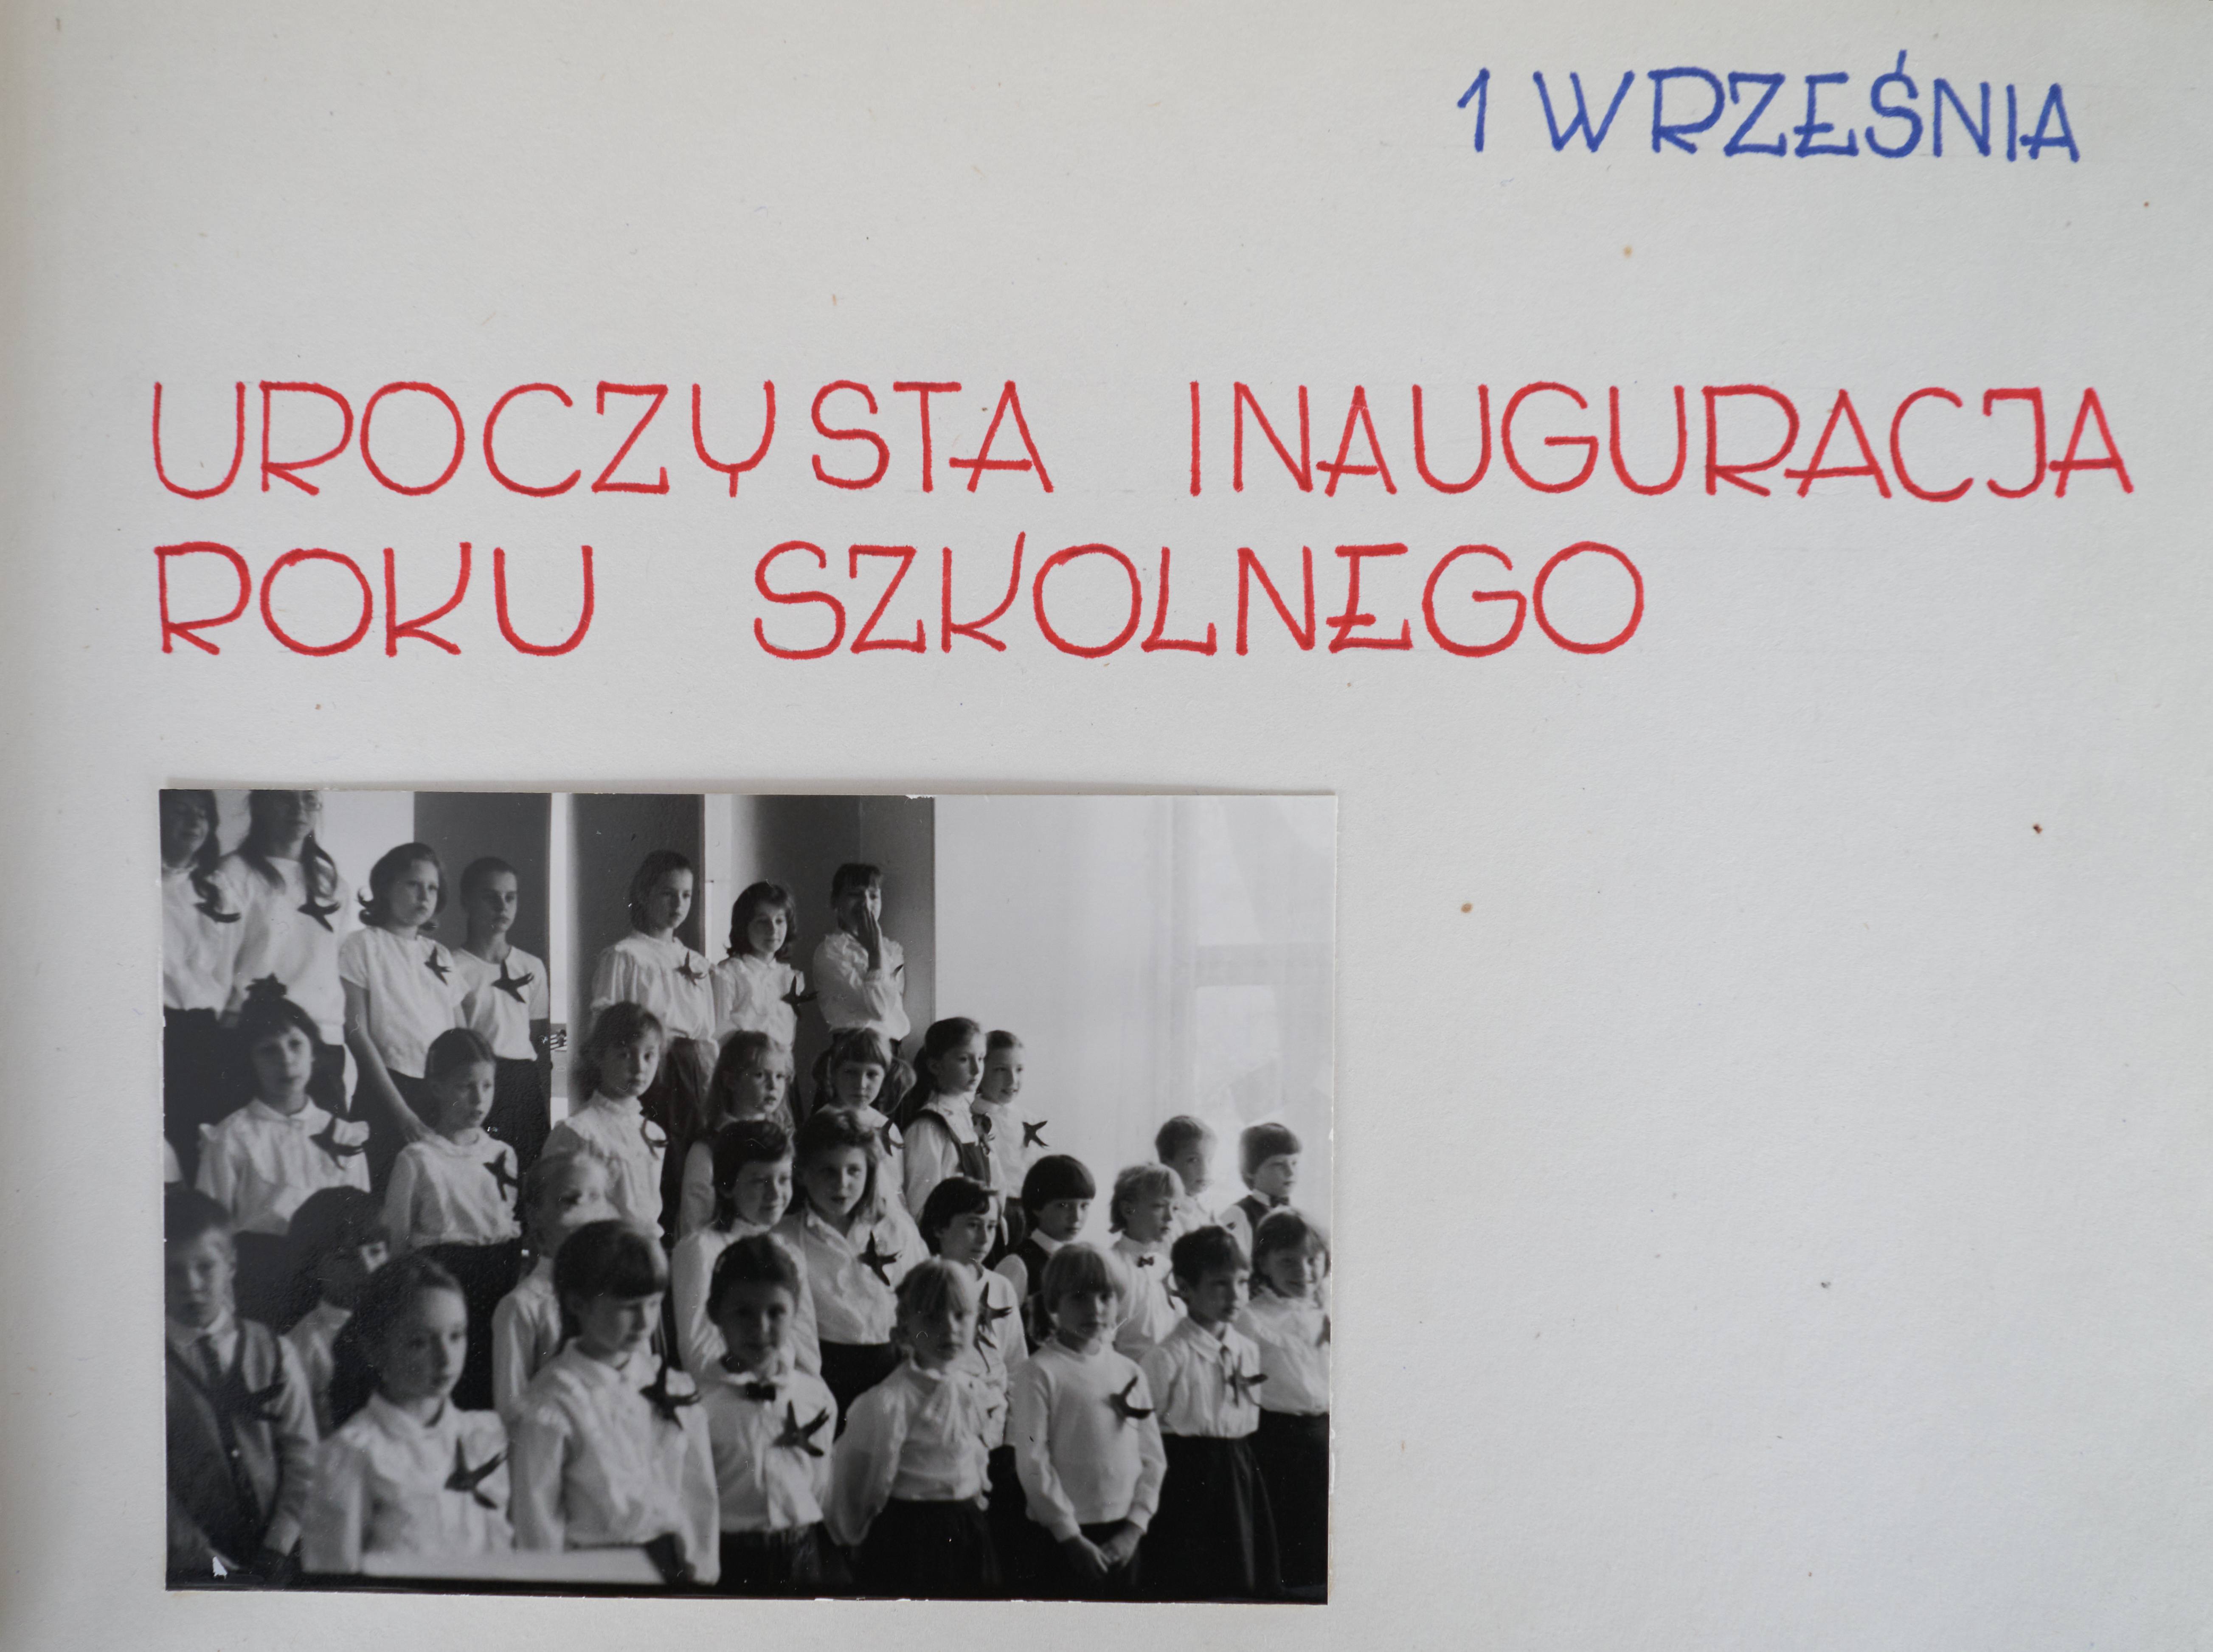 1 WRZEŚNIA
UROCZYSTA INAUGURACJA
ROKU SZKOLNEGO